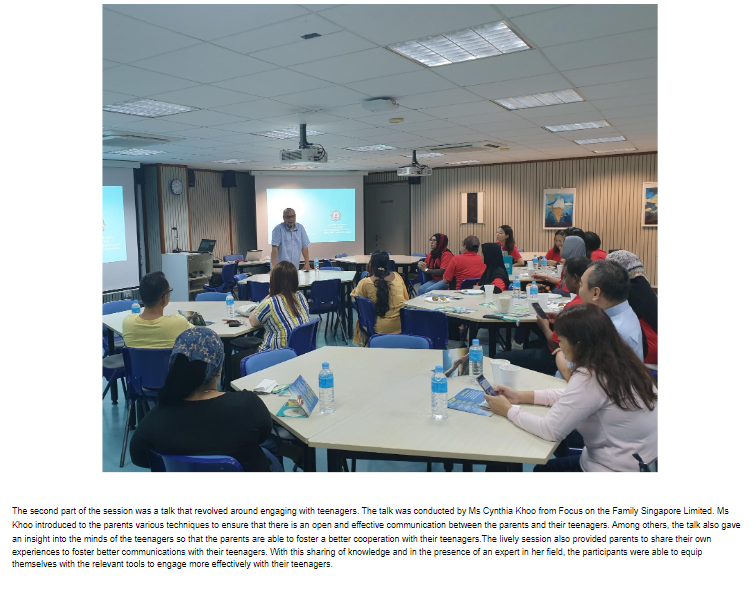 The second part of the session was a talk that revolved around engaging with teenagers. The talk was conducted by Ms Cynthia Khoo from Focus on the Family Singapore Limited. Ms
Khoo introduced to the parents various techniques to ensure that there is an open and effective communication between the parents and their teenagers. Among others, the talk also gave
an insight into the minds of the teenagers so that the parents are able to foster a better cooperation with their teenagers.The lively session also provided parents to share their own
experiences to foster better communications with their teenagers. With this sharing of knowledge and in the presence of an expert in her field, the participants were able to equip
themselves with the relevant tools to engage more effectively with their teenagers.